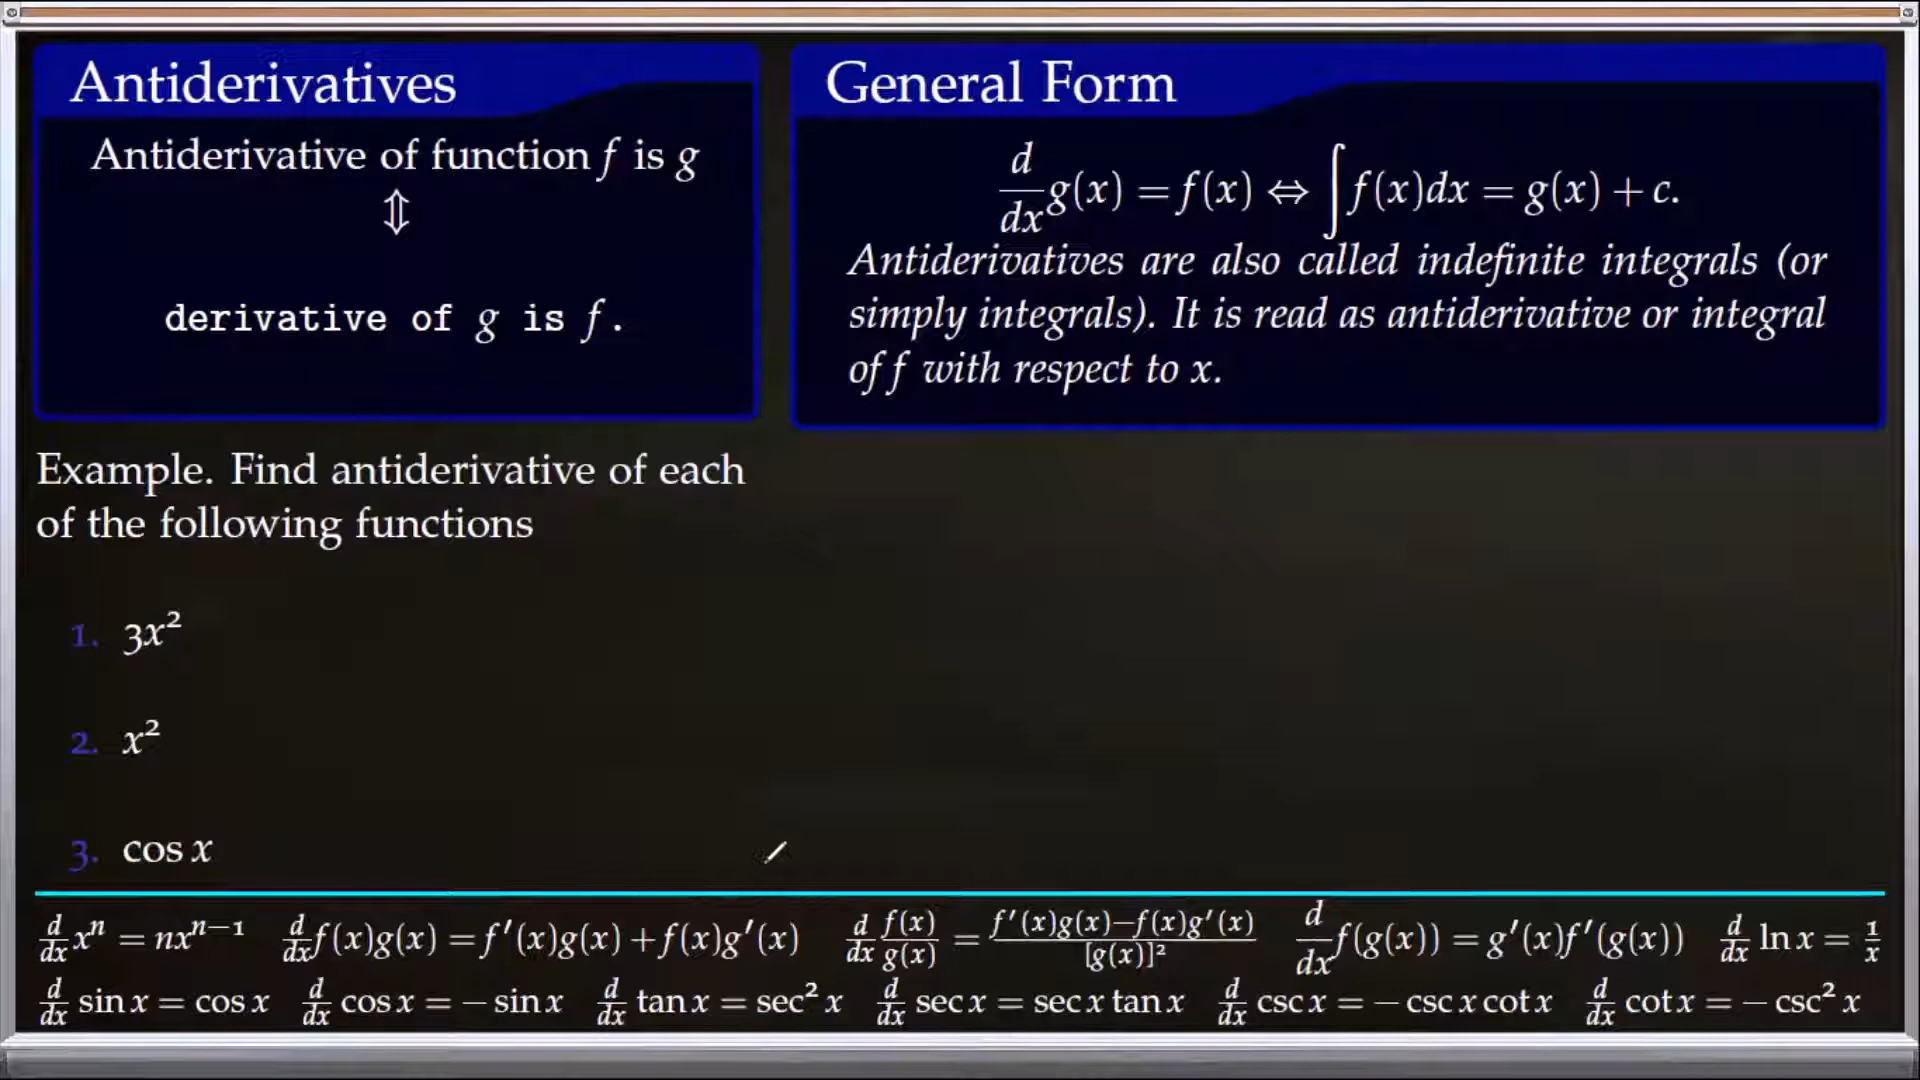 Antiderivatives
Antiderivative of function f is g
⇕
derivative of g is f.
General Form
d/dx g(x) = f(x) ⇔ ∫ f(x)dx = g(x) + c.
Antiderivatives are also called indefinite integrals (or
simply integrals). It is read as antiderivative or integral
of f with respect to x.
Example. Find antiderivative of each
of the following functions
1. 3x²
2. x²
3. cos x
d/dx xⁿ = nxⁿ⁻¹ d/dx f(x)g(x) = f′(x)g(x) + f(x)g′(x) d/dx f(x)/g(x) = f′(x)g(x)−f(x)g′(x)/[g(x)]² d/dx f(g(x)) = g′(x)f′(g(x)) d/dx ln x = 1/x
d/dx sin x = cos x d/dx cos x = − sin x d/dx tan x = sec² x d/dx sec x = sec x tan x d/dx csc x = − csc x cot x d/dx cot x = − csc² x